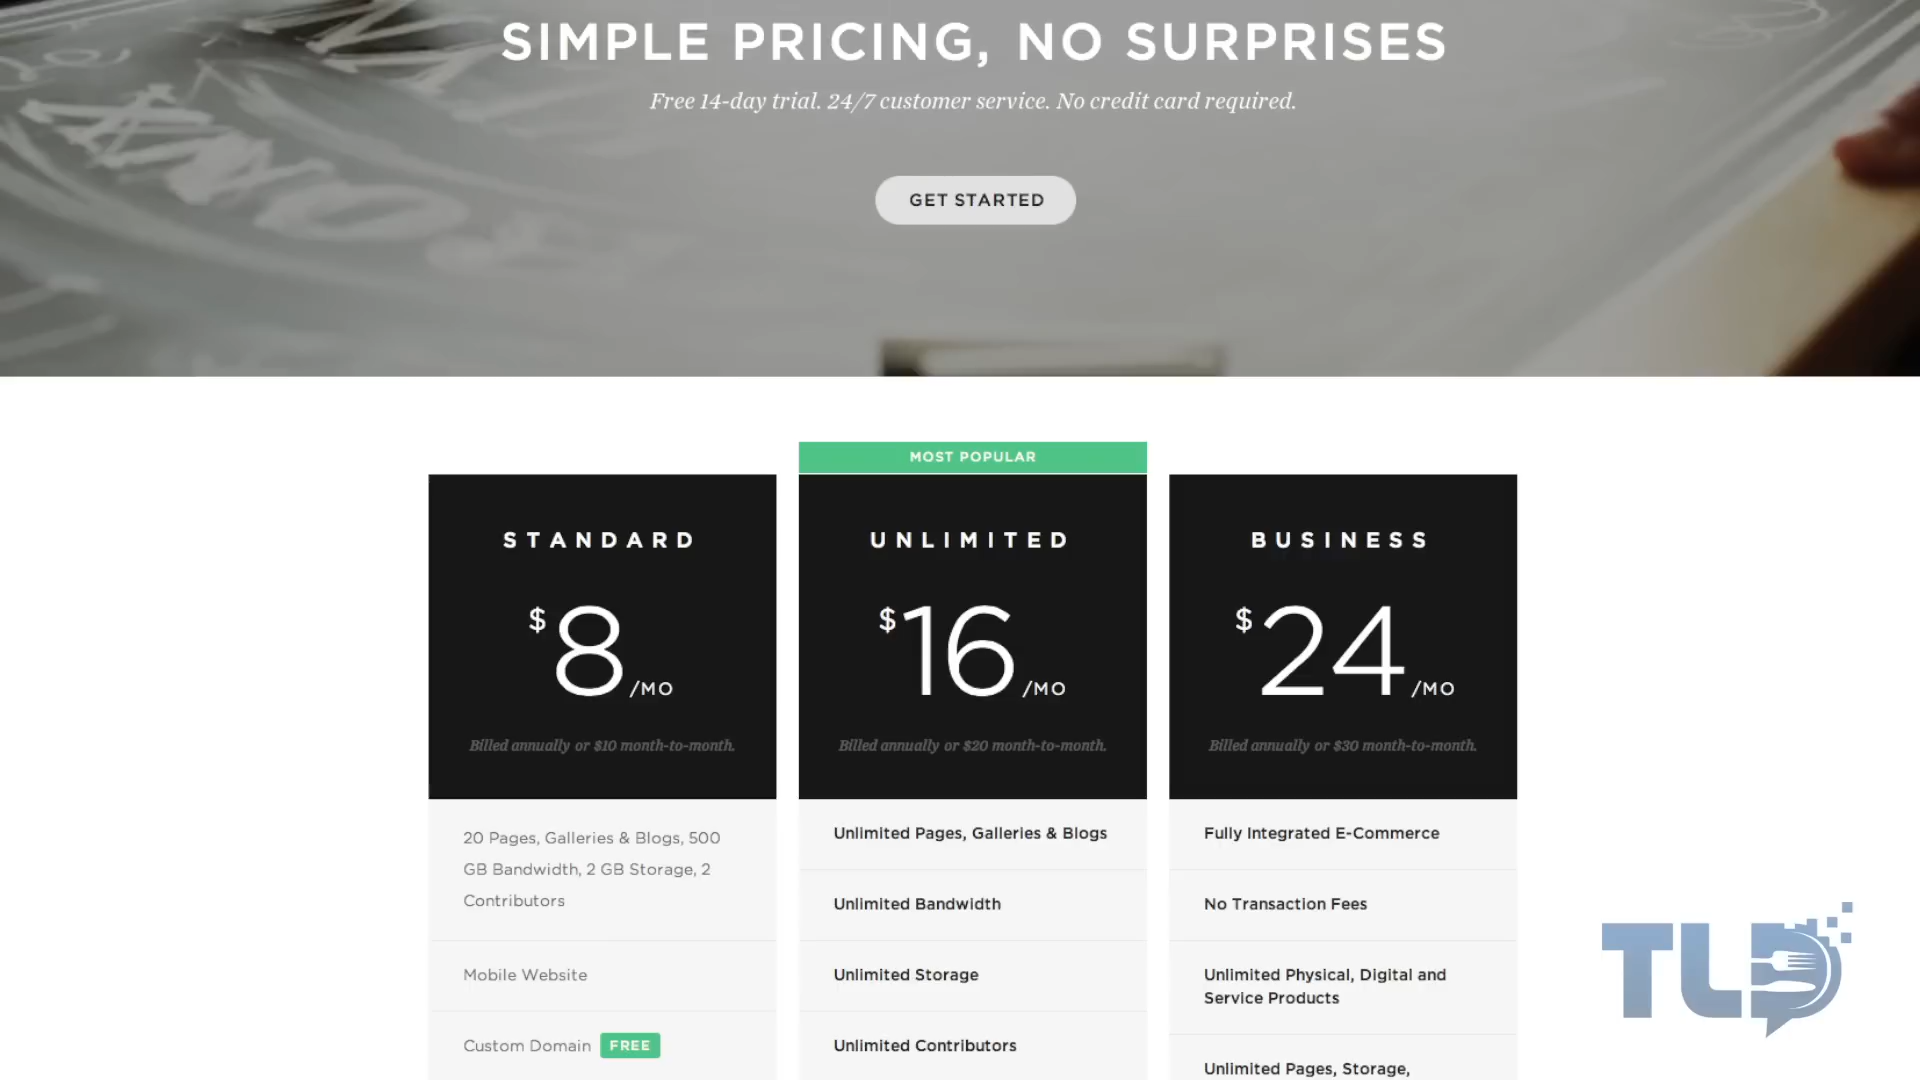 SIMPLE PRICING, NO SURPRISES
Free 14-day trial. 24/7 customer service. No credit card required.
GET STARTED
MOST POPULAR
STANDARD
$8/MO
Billed annually or $10 month-to-month.
20 Pages, Galleries & Blogs, 500
GB Bandwidth, 2 GB Storage, 2
Contributors
Mobile Website
Custom Domain FREE
UNLIMITED
$16/MO
Billed annually or $20 month-to-month.
Unlimited Pages, Galleries & Blogs
Unlimited Bandwidth
Unlimited Storage
Unlimited Contributors
BUSINESS
$24/MO
Billed annually or $30 month-to-month.
Fully Integrated E-Commerce
No Transaction Fees
Unlimited Physical, Digital and
Service Products
Unlimited Pages, Storage,
TLD